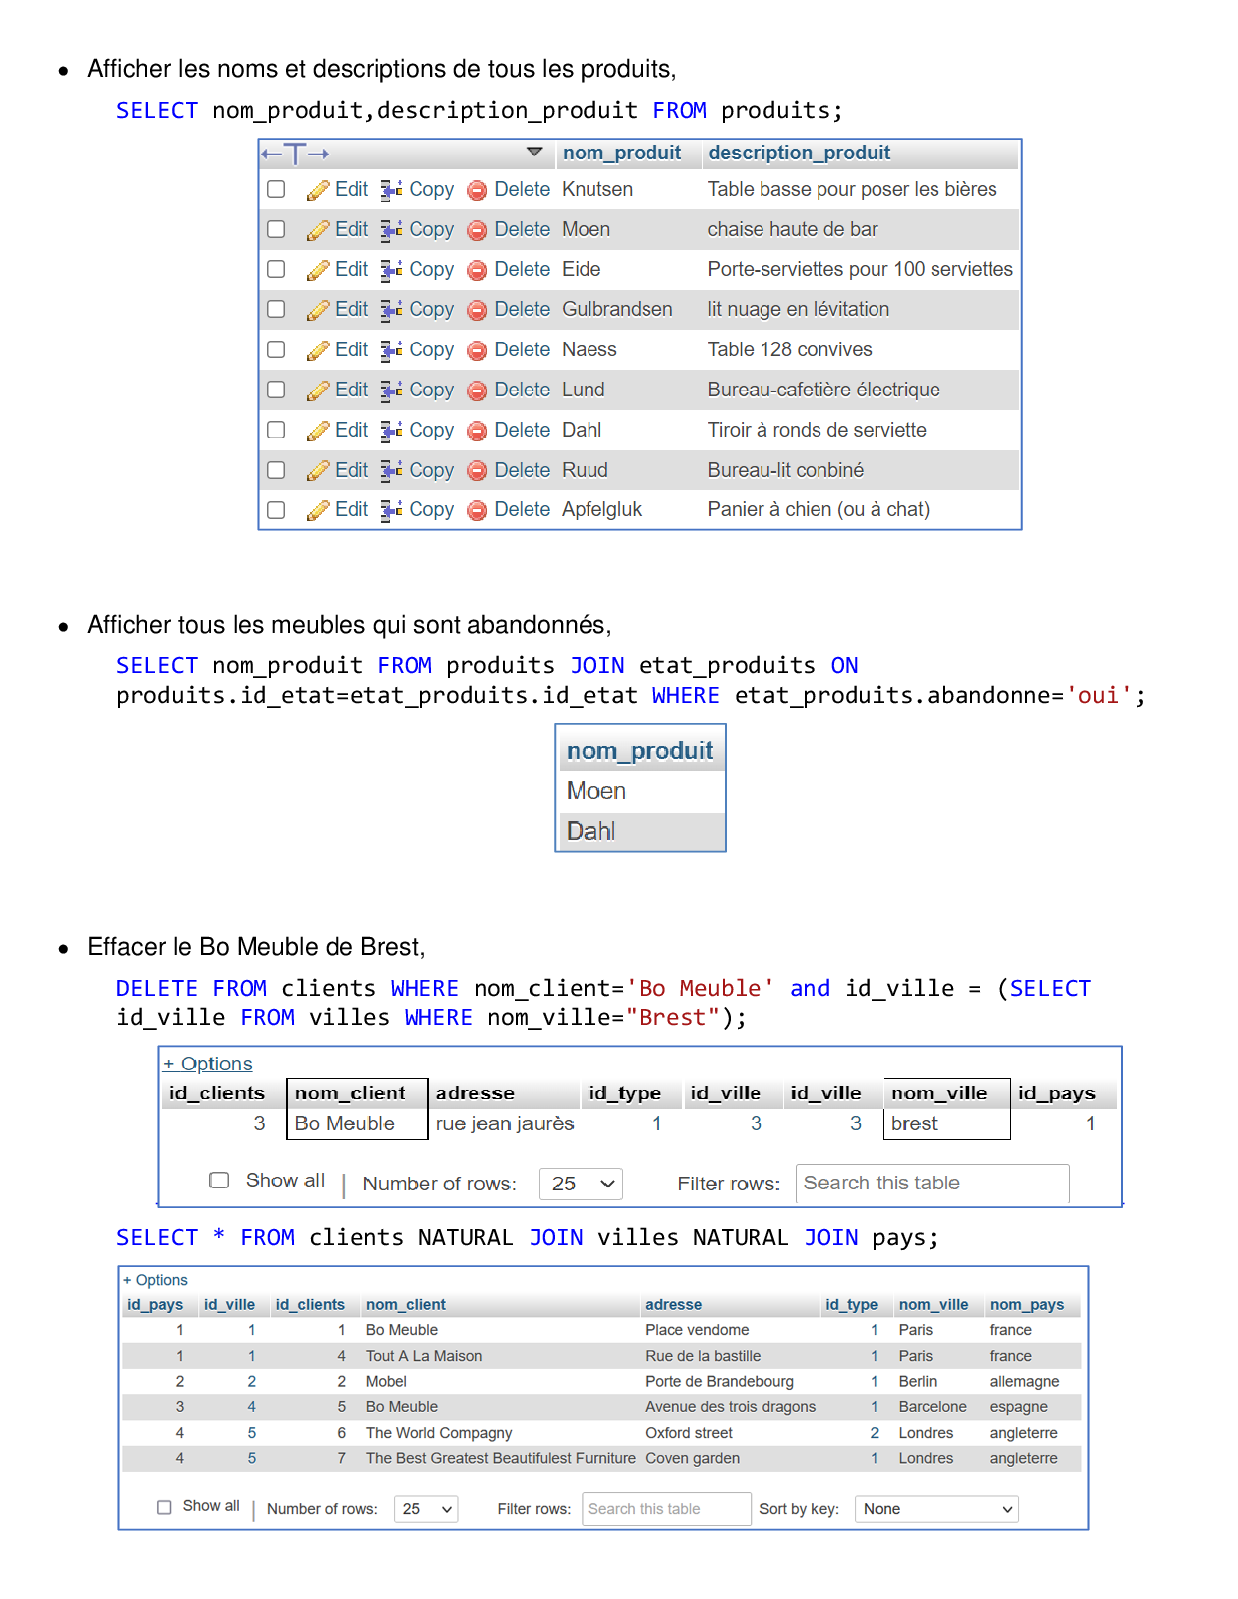 • Afficher les noms et descriptions de tous les produits,
SELECT nom_produit,description_produit FROM produits;
←T→ nom_produit description_produit
Edit Copy Delete Knutsen Table basse pour poser les bières
Edit Copy Delete Moen chaise haute de bar
Edit Copy Delete Eide Porte-serviettes pour 100 serviettes
Edit Copy Delete Gulbrandsen lit nuage en lévitation
Edit Copy Delete Naess Table 128 convives
Edit Copy Delete Lund Bureau-cafetière électrique
Edit Copy Delete Dahl Tiroir à ronds de serviette
Edit Copy Delete Ruud Bureau-lit conbiné
Edit Copy Delete Apfelgluk Panier à chien (ou à chat)
• Afficher tous les meubles qui sont abandonnés,
SELECT nom_produit FROM produits JOIN etat_produits ON
produits.id_etat=etat_produits.id_etat WHERE etat_produits.abandonne='oui';
nom_produit
Moen
Dahl
• Effacer le Bo Meuble de Brest,
DELETE FROM clients WHERE nom_client='Bo Meuble' and id_ville = (SELECT
id_ville FROM villes WHERE nom_ville="Brest");
+ Options
id_clients nom_client adresse id_type id_ville id_ville nom_ville id_pays
3 Bo Meuble rue jean jaurès 1 3 3 brest 1
Show all | Number of rows: 25 Filter rows: Search this table
SELECT * FROM clients NATURAL JOIN villes NATURAL JOIN pays;
+ Options
id_pays id_ville id_clients nom_client adresse id_type nom_ville nom_pays
1 1 1 Bo Meuble Place vendome 1 Paris france
1 1 4 Tout A La Maison Rue de la bastille 1 Paris france
2 2 2 Mobel Porte de Brandebourg 1 Berlin allemagne
3 4 5 Bo Meuble Avenue des trois dragons 1 Barcelone espagne
4 5 6 The World Compagny Oxford street 2 Londres angleterre
4 5 7 The Best Greatest Beautifulest Furniture Coven garden 1 Londres angleterre
Show all | Number of rows: 25 Filter rows: Search this table Sort by key: None